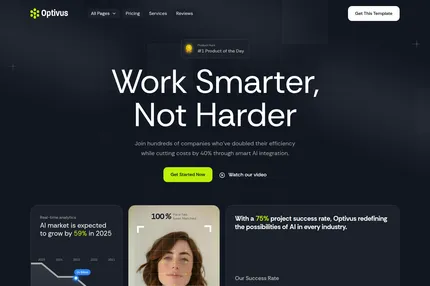 Optivus
All Pages
Pricing
Services
Reviews
Get This Template
#1 Product of the Day
Work Smarter,
Not Harder
Join hundreds of companies who've doubled their efficiency
while cutting costs by 40% through smart AI integration.
Get Started Now
Watch our video
Real-time analytics
AI market is expected
to grow by 59% in 2025
100%
With a 75% project success rate, Optivus redefining
the possibilities of AI in every industry.
Our Success Rate